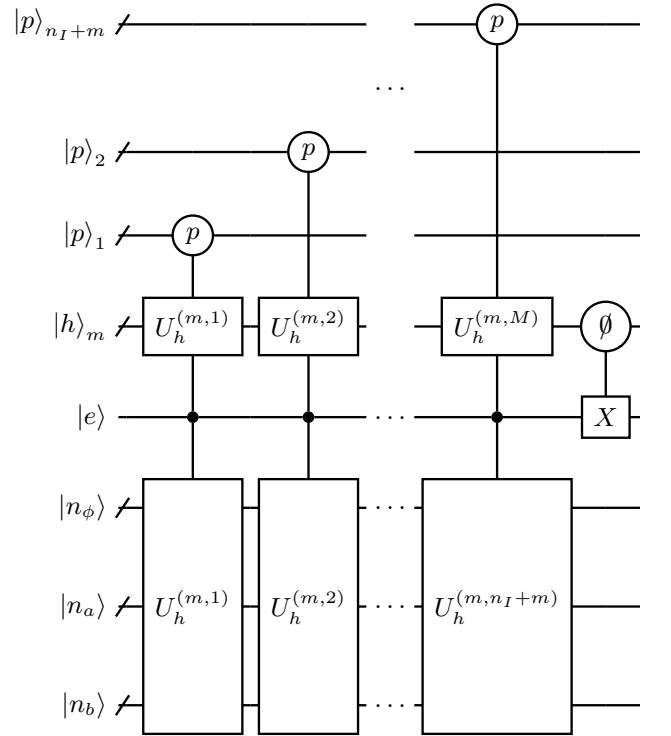 |p⟩_{n_I+m} p
· · ·
|p⟩_2 p
|p⟩_1 p
|h⟩_m U_h^{(m,1)} U_h^{(m,2)} U_h^{(m,M)} ∅
|e⟩ · · · X
|n_ϕ⟩ · · ·
|n_a⟩ U_h^{(m,1)} U_h^{(m,2)} · · · U_h^{(m,n_I+m)}
|n_b⟩ · · ·